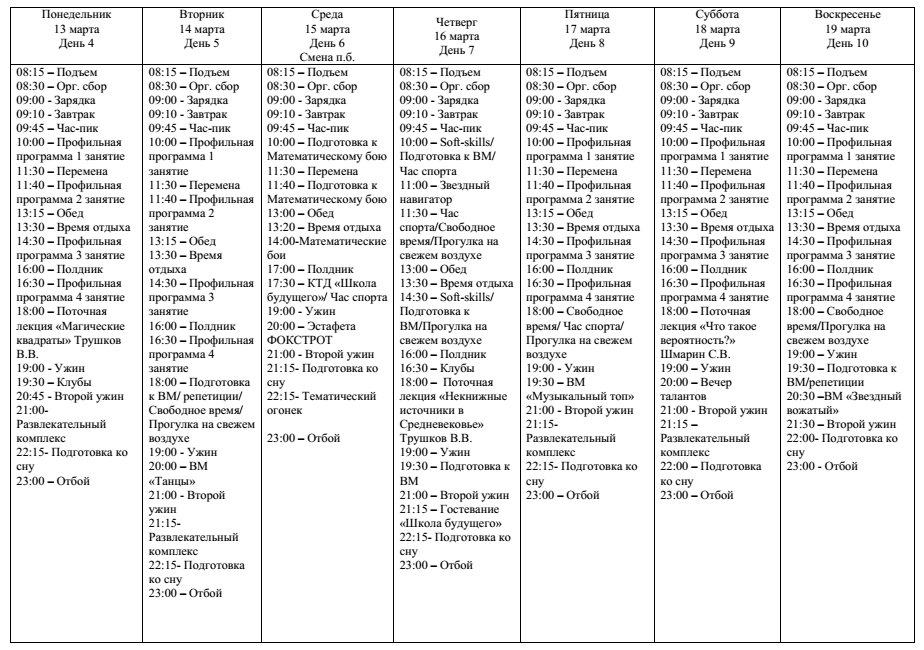 Понедельник
13 марта
День 4
08:15 – Подъем
08:30 – Орг. сбор
09:00 - Зарядка
09:10 - Завтрак
09:45 – Час-пик
10:00 – Профильная
программа 1 занятие
11:30 – Перемена
11:40 – Профильная
программа 2 занятие
13:15 – Обед
13:30 – Время отдыха
14:30 – Профильная
программа 3 занятие
16:00 – Полдник
16:30 – Профильная
программа 4 занятие
18:00 – Поточная
лекция «Магические
квадраты» Трушков
В.В.
19:00 - Ужин
19:30 – Клубы
20:45 - Второй ужин
21:00-
Развлекательный
комплекс
22:15- Подготовка ко
сну
23:00 – Отбой
Вторник
14 марта
День 5
08:15 – Подъем
08:30 – Орг. сбор
09:00 - Зарядка
09:10 - Завтрак
09:45 – Час-пик
10:00 – Профильная
программа 1
занятие
11:30 – Перемена
11:40 – Профильная
программа 2
занятие
13:15 – Обед
13:30 – Время
отдыха
14:30 – Профильная
программа 3
занятие
16:00 – Полдник
16:30 – Профильная
программа 4
занятие
18:00 – Подготовка
к ВМ/ репетиции/
Свободное время/
Прогулка на свежем
воздухе
19:00 - Ужин
20:00 – ВМ
«Танцы»
21:00 - Второй
ужин
21:15-
Развлекательный
комплекс
22:15- Подготовка
ко сну
23:00 – Отбой
Среда
15 марта
День 6
Смена п.б.
08:15 – Подъем
08:30 – Орг. сбор
09:00 - Зарядка
09:10 - Завтрак
09:45 – Час-пик
10:00 – Подготовка к
Математическому бою
11:30 – Перемена
11:40 – Подготовка к
Математическому бою
13:00 – Обед
13:20 – Время отдыха
14:00-Математические
бои
17:00 – Полдник
17:30 – КТД «Школа
будущего»/ Час спорта
19:00 - Ужин
20:00 – Эстафета
ФОКСТРОТ
21:00 - Второй ужин
21:15- Подготовка ко
сну
22:15- Тематический
огонек
23:00 – Отбой
Четверг
16 марта
День 7
08:15 – Подъем
08:30 – Орг. сбор
09:00 - Зарядка
09:10 - Завтрак
09:45 – Час-пик
10:00 – Soft-skills/
Подготовка к ВМ/
Час спорта
11:00 – Звездный
навигатор
11:30 – Час
спорта/Свободное
время/Прогулка на
свежем воздухе
13:00 – Обед
13:30 – Время отдыха
14:30 – Soft-skills/
Подготовка к
ВМ/Прогулка на
свежем воздухе
16:00 – Полдник
16:30 – Клубы
18:00 – Поточная
лекция «Некнижные
источники в
Средневековье»
Трушков В.В.
19:00 – Ужин
19:30 – Подготовка к
ВМ
21:00 – Второй ужин
21:15 – Гостевание
«Школа будущего»
22:15- Подготовка ко
сну
23:00 – Отбой
Пятница
17 марта
День 8
08:15 – Подъем
08:30 – Орг. сбор
09:00 - Зарядка
09:10 - Завтрак
09:45 – Час-пик
10:00 – Профильная
программа 1 занятие
11:30 – Перемена
11:40 – Профильная
программа 2 занятие
13:15 – Обед
13:30 – Время отдыха
14:30 – Профильная
программа 3 занятие
16:00 – Полдник
16:30 – Профильная
программа 4 занятие
18:00 – Свободное
время/ Час спорта/
Прогулка на свежем
воздухе
19:00 - Ужин
19:30 – ВМ
«Музыкальный топ»
21:00 - Второй ужин
21:15-
Развлекательный
комплекс
22:15- Подготовка ко
сну
23:00 – Отбой
Суббота
18 марта
День 9
08:15 – Подъем
08:30 – Орг. сбор
09:00 - Зарядка
09:10 - Завтрак
09:45 – Час-пик
10:00 – Профильная
программа 1 занятие
11:30 – Перемена
11:40 – Профильная
программа 2 занятие
13:15 – Обед
13:30 – Время отдыха
14:30 – Профильная
программа 3 занятие
16:00 – Полдник
16:30 – Профильная
программа 4 занятие
18:00 – Поточная
лекция «Что такое
вероятность?»
Шмарин С.В.
19:00 – Ужин
20:00 – Вечер
талантов
21:00 - Второй ужин
21:15 –
Развлекательный
комплекс
22:00 – Подготовка
ко сну
23:00 – Отбой
Воскресенье
19 марта
День 10
08:15 – Подъем
08:30 – Орг. сбор
09:00 - Зарядка
09:10 - Завтрак
09:45 – Час-пик
10:00 – Профильная
программа 1 занятие
11:30 – Перемена
11:40 – Профильная
программа 2 занятие
13:15 – Обед
13:30 – Время отдыха
14:30 – Профильная
программа 3 занятие
16:00 – Полдник
16:30 – Профильная
программа 4 занятие
18:00 – Свободное
время/Прогулка на
свежем воздухе
19:00 – Ужин
19:30 – Подготовка к
ВМ/репетиции
20:30 –ВМ «Звездный
вожатый»
21:30 – Второй ужин
22:00- Подготовка ко
сну
23:00 - Отбой